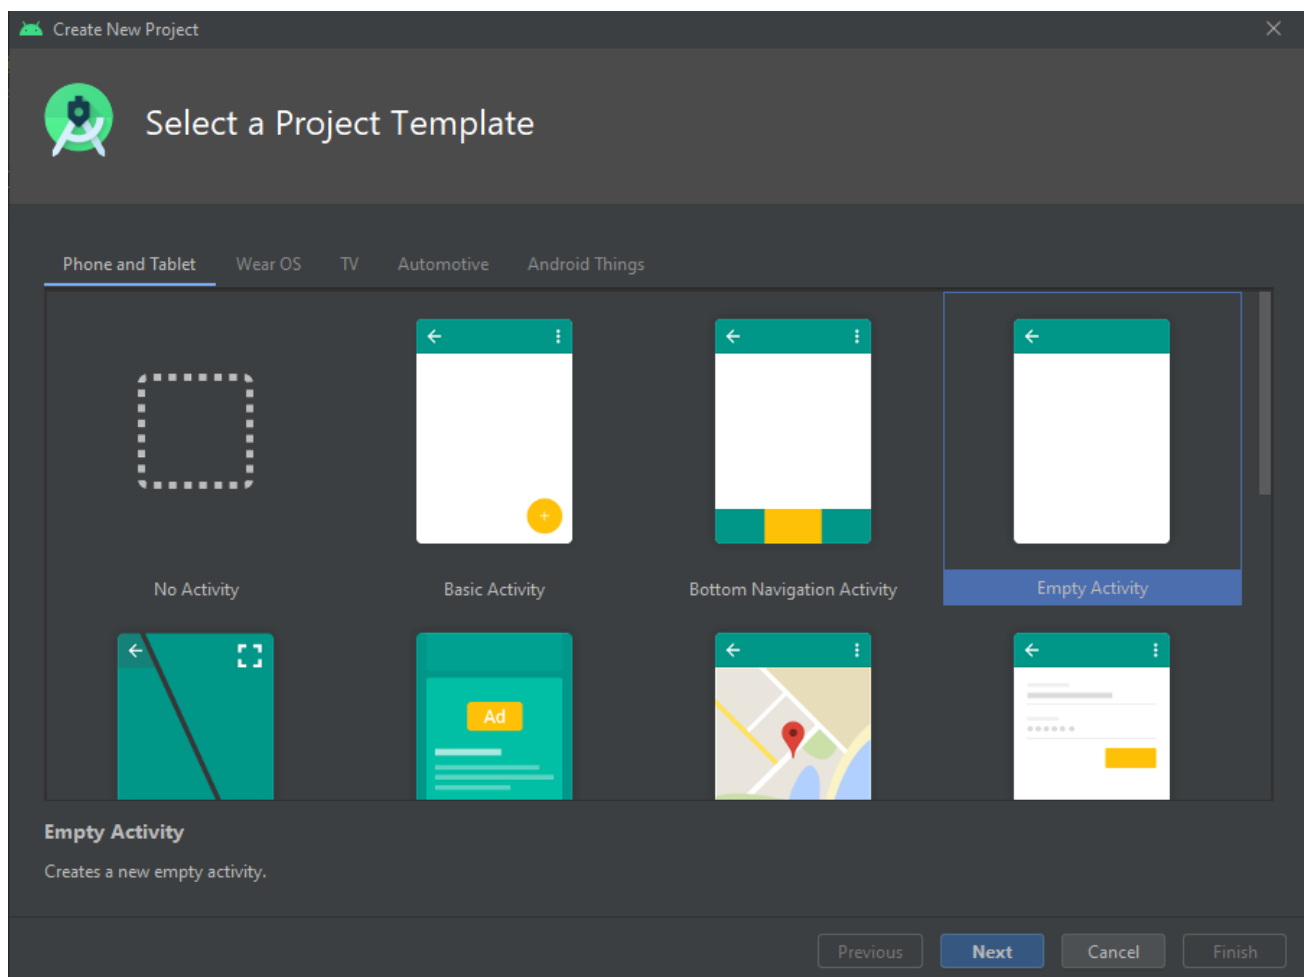 Create New Project
Select a Project Template
Phone and Tablet Wear OS TV Automotive Android Things
No Activity Basic Activity Bottom Navigation Activity Empty Activity
Ad
Empty Activity
Creates a new empty activity.
Previous Next Cancel Finish